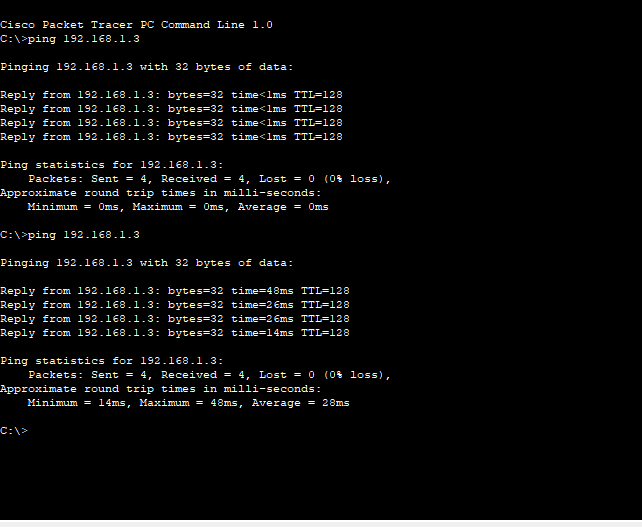 Cisco Packet Tracer PC Command Line 1.0
C:\>ping 192.168.1.3
Pinging 192.168.1.3 with 32 bytes of data:
Reply from 192.168.1.3: bytes=32 time<1ms TTL=128
Reply from 192.168.1.3: bytes=32 time<1ms TTL=128
Reply from 192.168.1.3: bytes=32 time<1ms TTL=128
Reply from 192.168.1.3: bytes=32 time<1ms TTL=128
Ping statistics for 192.168.1.3:
Packets: Sent = 4, Received = 4, Lost = 0 (0% loss),
Approximate round trip times in milli-seconds:
Minimum = 0ms, Maximum = 0ms, Average = 0ms
C:\>ping 192.168.1.3
Pinging 192.168.1.3 with 32 bytes of data:
Reply from 192.168.1.3: bytes=32 time=48ms TTL=128
Reply from 192.168.1.3: bytes=32 time=26ms TTL=128
Reply from 192.168.1.3: bytes=32 time=26ms TTL=128
Reply from 192.168.1.3: bytes=32 time=14ms TTL=128
Ping statistics for 192.168.1.3:
Packets: Sent = 4, Received = 4, Lost = 0 (0% loss),
Approximate round trip times in milli-seconds:
Minimum = 14ms, Maximum = 48ms, Average = 28ms
C:\>